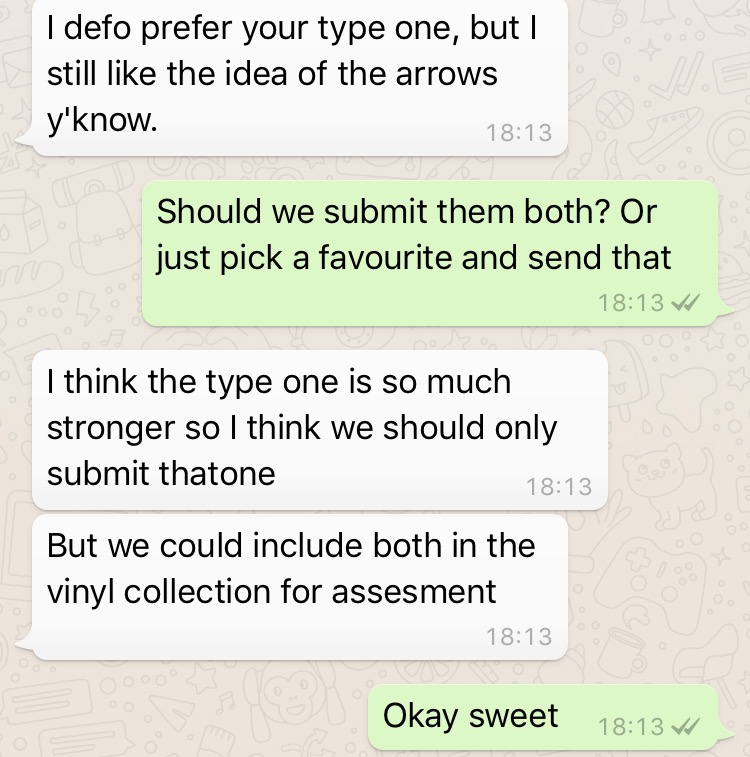 I defo prefer your type one, but I
still like the idea of the arrows
y'know.
18:13
Should we submit them both? Or
just pick a favourite and send that
18:13
I think the type one is so much
stronger so I think we should only
submit thatone
18:13
But we could include both in the
vinyl collection for assesment
18:13
Okay sweet 18:13